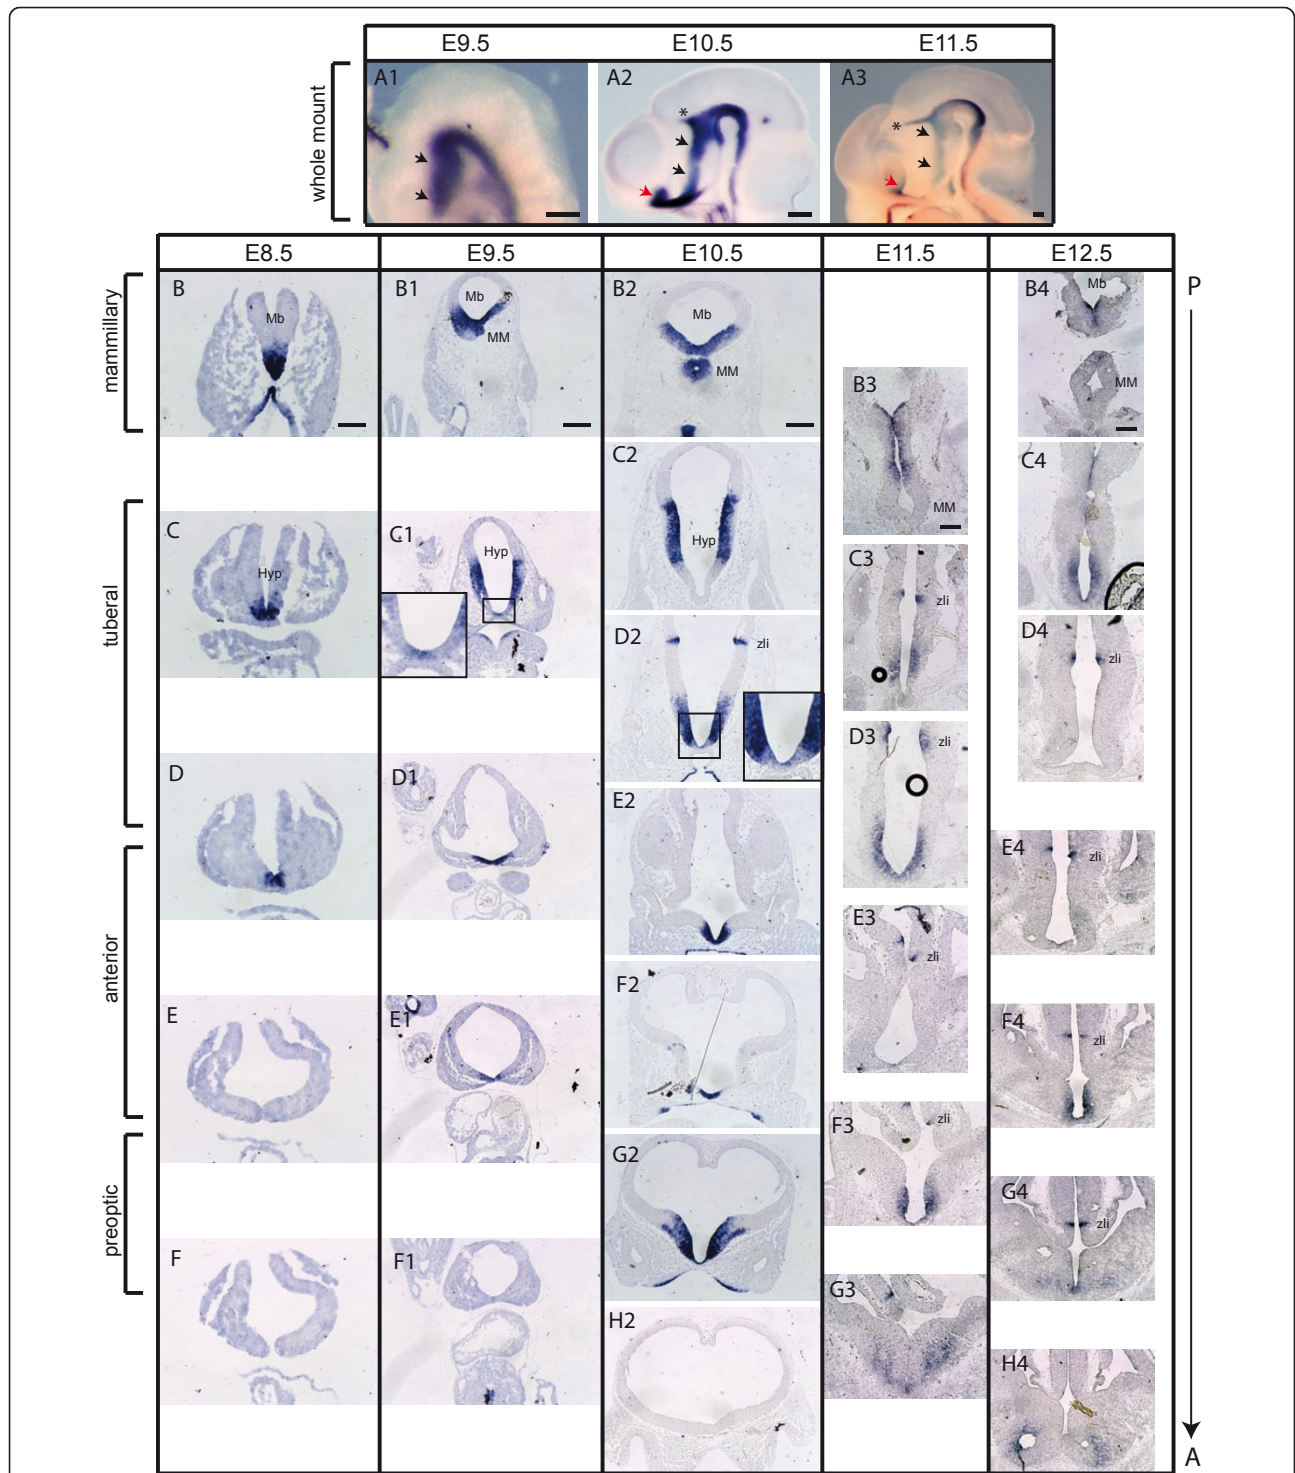 E9.5 E10.5 E11.5
whole mount
A1 A2 A3
* *
E8.5 E9.5 E10.5 E11.5 E12.5
mammillary
B Mb
B1 Mb MM
B2 Mb MM
B3 MM
B4 Mb MM
P
tuberal
C Hyp
C1 Hyp
C2 Hyp
C3 zli
C4
D
D1
D2 zli
D3 zli
D4 zli
anterior
E
E1
E2
E3 zli
E4 zli
preoptic
F
F1
F2
F3 zli
F4 zli
G2
G3
G4 zli
H2
H4
A